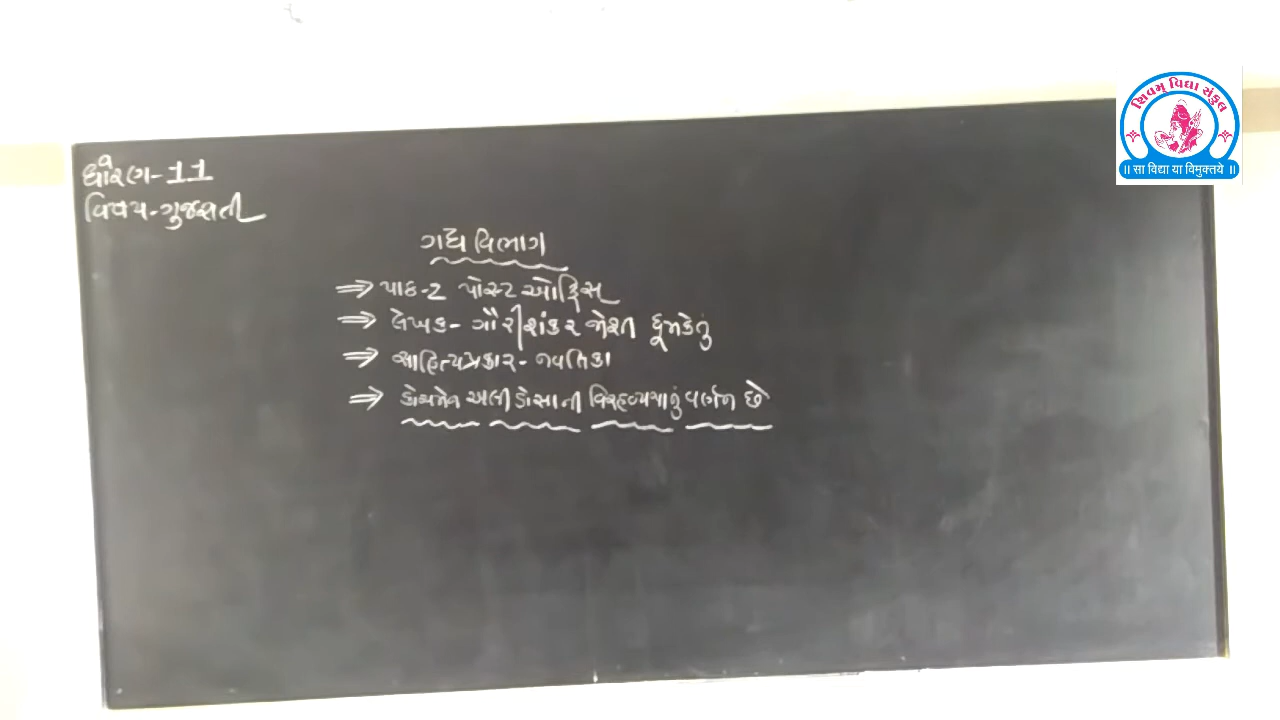 શિવમ્ વિદ્યા સંકુલ
॥ સા વિદ્યા યા વિમુક્તયે ॥
ધોરણ-11
વિષય-ગુજરાતી
ગદ્ય વિભાગ
⇒ પાઠ-2 પોસ્ટ ઓફિસ
⇒ લેખક- ગૌરીશંકર જોશી ધૂમકેતુ
⇒ સાહિત્યપ્રકાર- નવલિકા
⇒ કોચમેન અલી ડોસાની વિરહવ્યથાનું વર્ણન છે